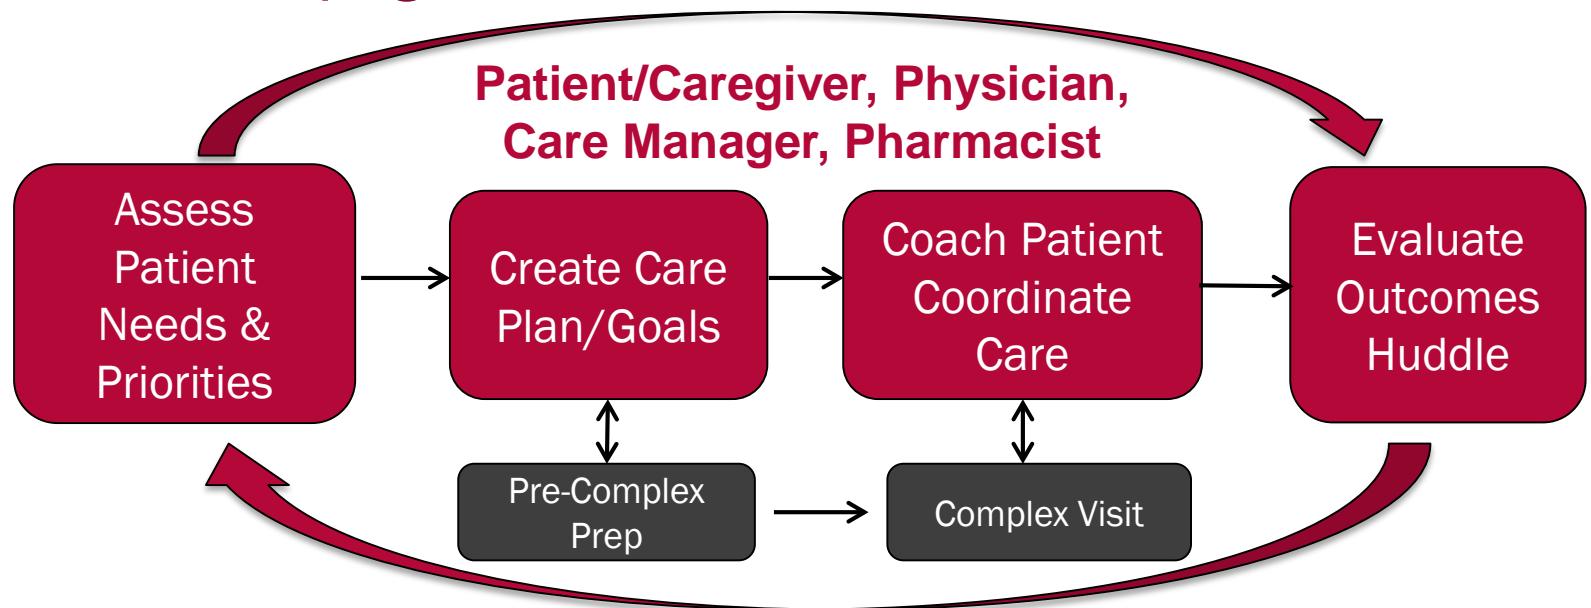 Patient/Caregiver, Physician,
Care Manager, Pharmacist
Assess
Patient
Needs &
Priorities
Create Care
Plan/Goals
Coach Patient
Coordinate
Care
Evaluate
Outcomes
Huddle
Pre-Complex
Prep
Complex Visit